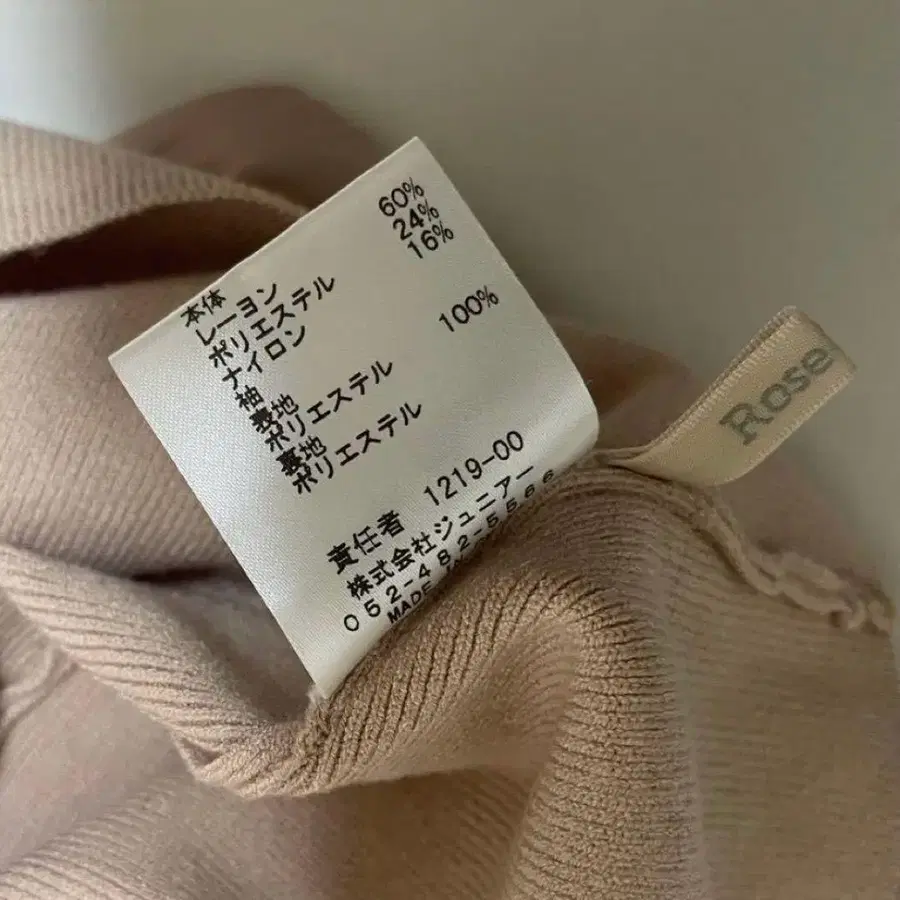 本体
レーヨン 60%
ポリエステル 24%
ナイロン 16%
袖
表地
ポリエステル 100%
裏地
ポリエステル
責任者 1219-00
株式会社ジュニアー
052-482-5566
MADE
Rose